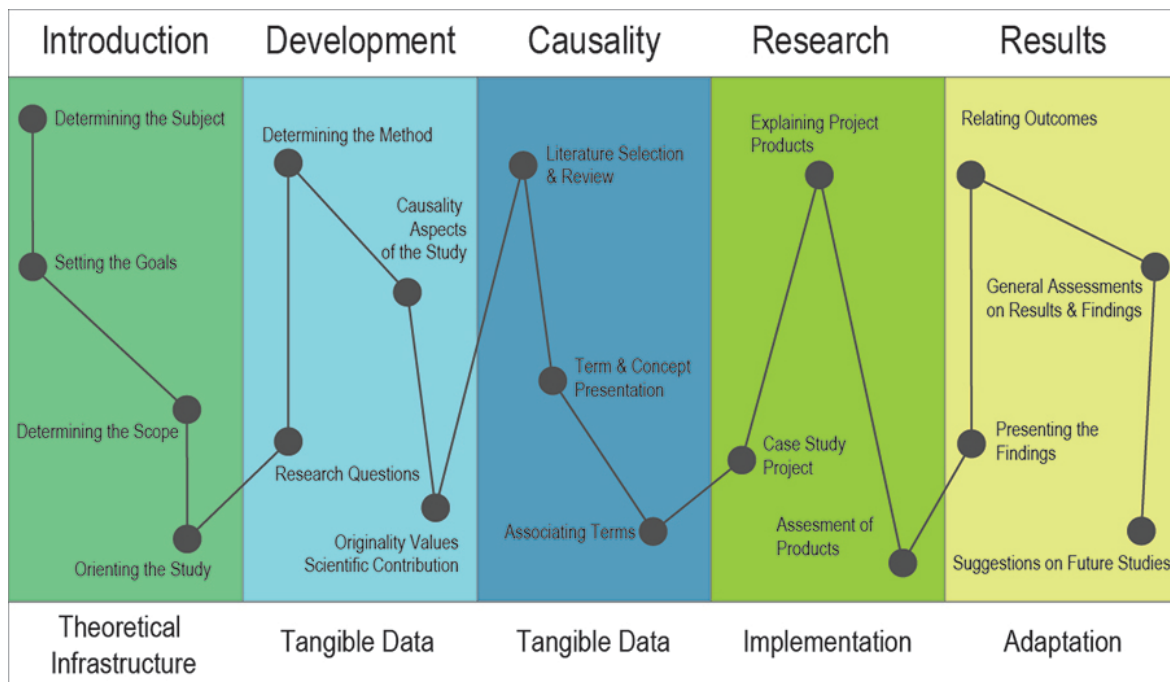 Introduction
Development
Causality
Research
Results
Determining the Subject
Setting the Goals
Determining the Scope
Orienting the Study
Determining the Method
Causality
Aspects
of the Study
Research Questions
Originality Values
Scientific Contribution
Literature Selection
& Review
Term & Concept
Presentation
Associating Terms
Explaining Project
Products
Case Study
Project
Assesment of
Products
Relating Outcomes
General Assessments
on Results & Findings
Presenting the
Findings
Suggestions on Future Studies
Theoretical
Infrastructure
Tangible Data
Tangible Data
Implementation
Adaptation